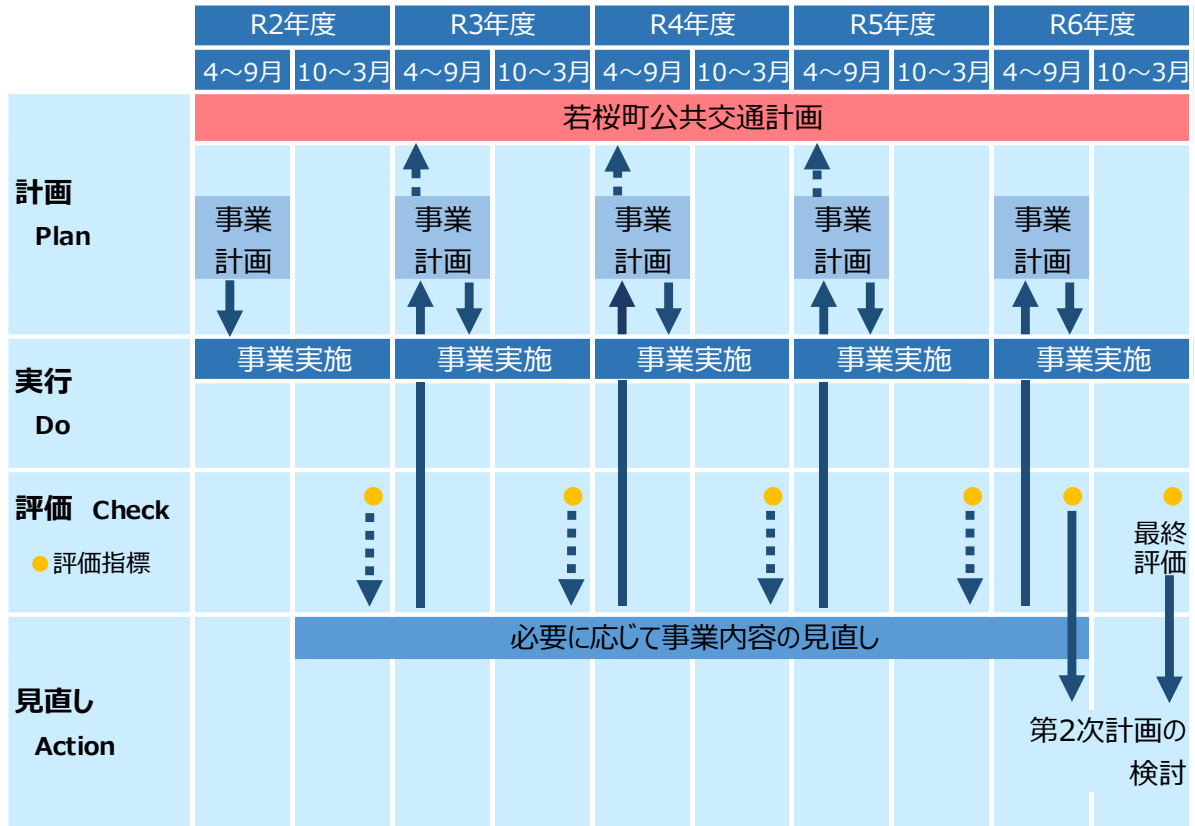 R2年度 R3年度 R4年度 R5年度 R6年度
4～9月 10～3月 4～9月 10～3月 4～9月 10～3月 4～9月 10～3月 4～9月 10～3月
若桜町公共交通計画
計画
Plan
事業 事業 事業 事業 事業
計画 計画 計画 計画 計画
事業実施 事業実施 事業実施 事業実施 事業実施
実行
Do
評価 Check
評価指標
最終
評価
必要に応じて事業内容の見直し
見直し
Action
第2次計画の
検討